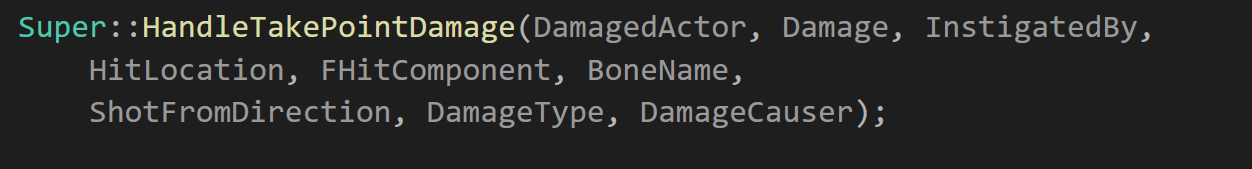 Super::HandleTakePointDamage(DamagedActor, Damage, InstigatedBy,
HitLocation, FHitComponent, BoneName,
ShotFromDirection, DamageType, DamageCauser);